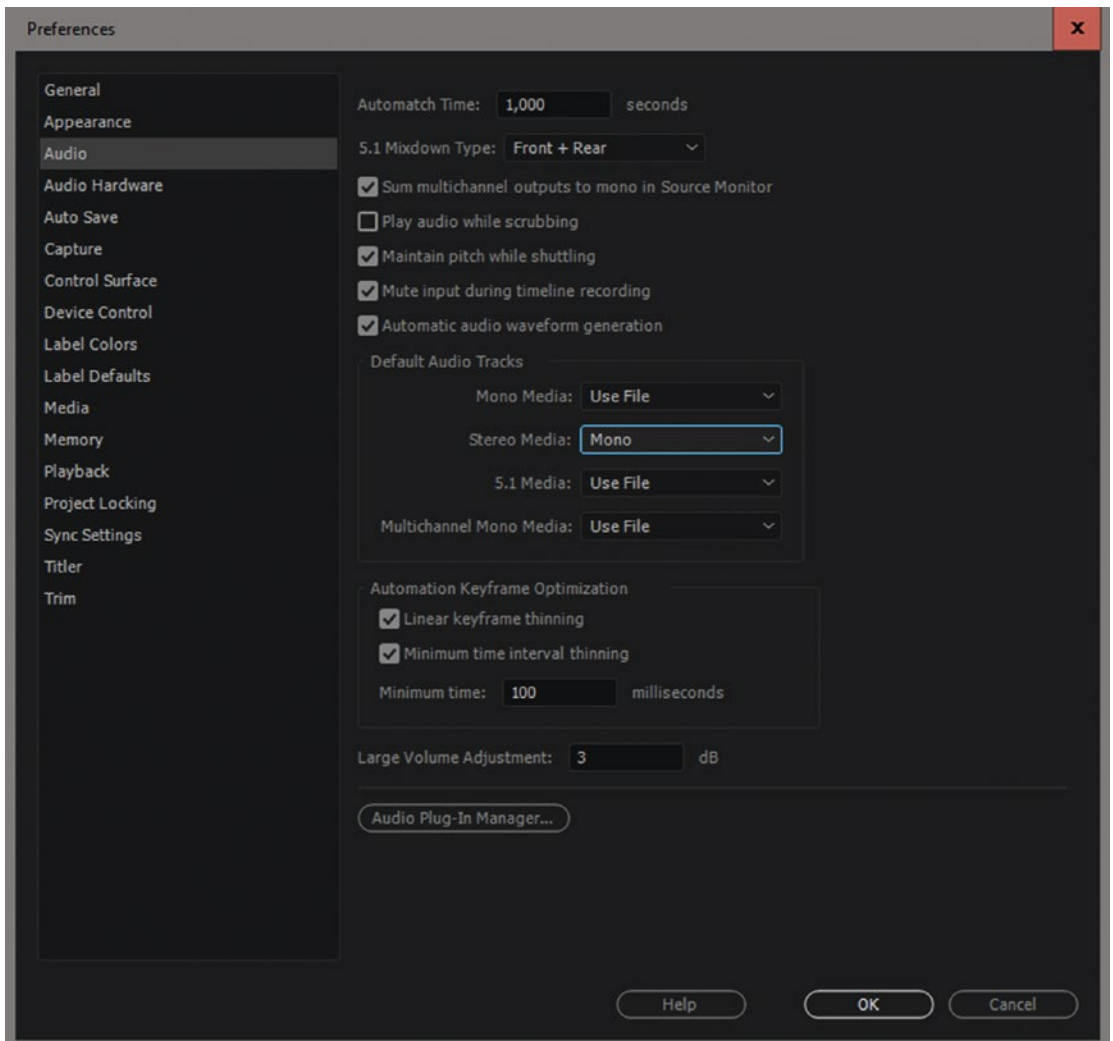 Preferences
x
General
Appearance
Audio
Audio Hardware
Auto Save
Capture
Control Surface
Device Control
Label Colors
Label Defaults
Media
Memory
Playback
Project Locking
Sync Settings
Titler
Trim
Automatch Time: 1,000 seconds
5.1 Mixdown Type: Front + Rear
Sum multichannel outputs to mono in Source Monitor
Play audio while scrubbing
Maintain pitch while shuttling
Mute input during timeline recording
Automatic audio waveform generation
Default Audio Tracks
Mono Media: Use File
Stereo Media: Mono
5.1 Media: Use File
Multichannel Mono Media: Use File
Automation Keyframe Optimization
Linear keyframe thinning
Minimum time interval thinning
Minimum time: 100 milliseconds
Large Volume Adjustment: 3 dB
Audio Plug-In Manager...
Help OK Cancel